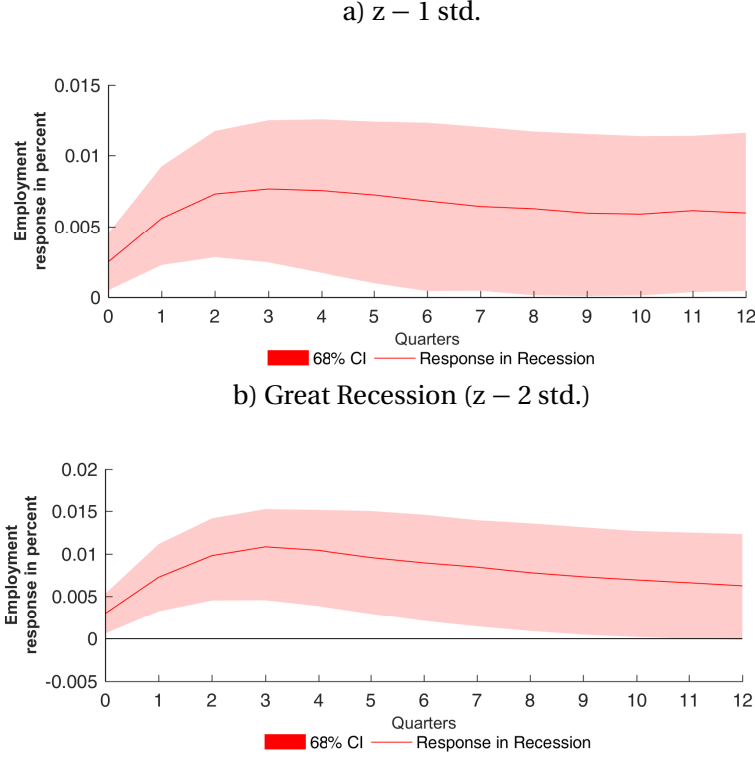 a) z – 1 std.
0.015
0.01
0.005
0
Employment
response in percent
0 1 2 3 4 5 6 7 8 9 10 11 12
Quarters
68% CI Response in Recession
b) Great Recession (z – 2 std.)
0.02
0.015
0.01
0.005
0
-0.005
Employment
response in percent
0 1 2 3 4 5 6 7 8 9 10 11 12
Quarters
68% CI Response in Recession